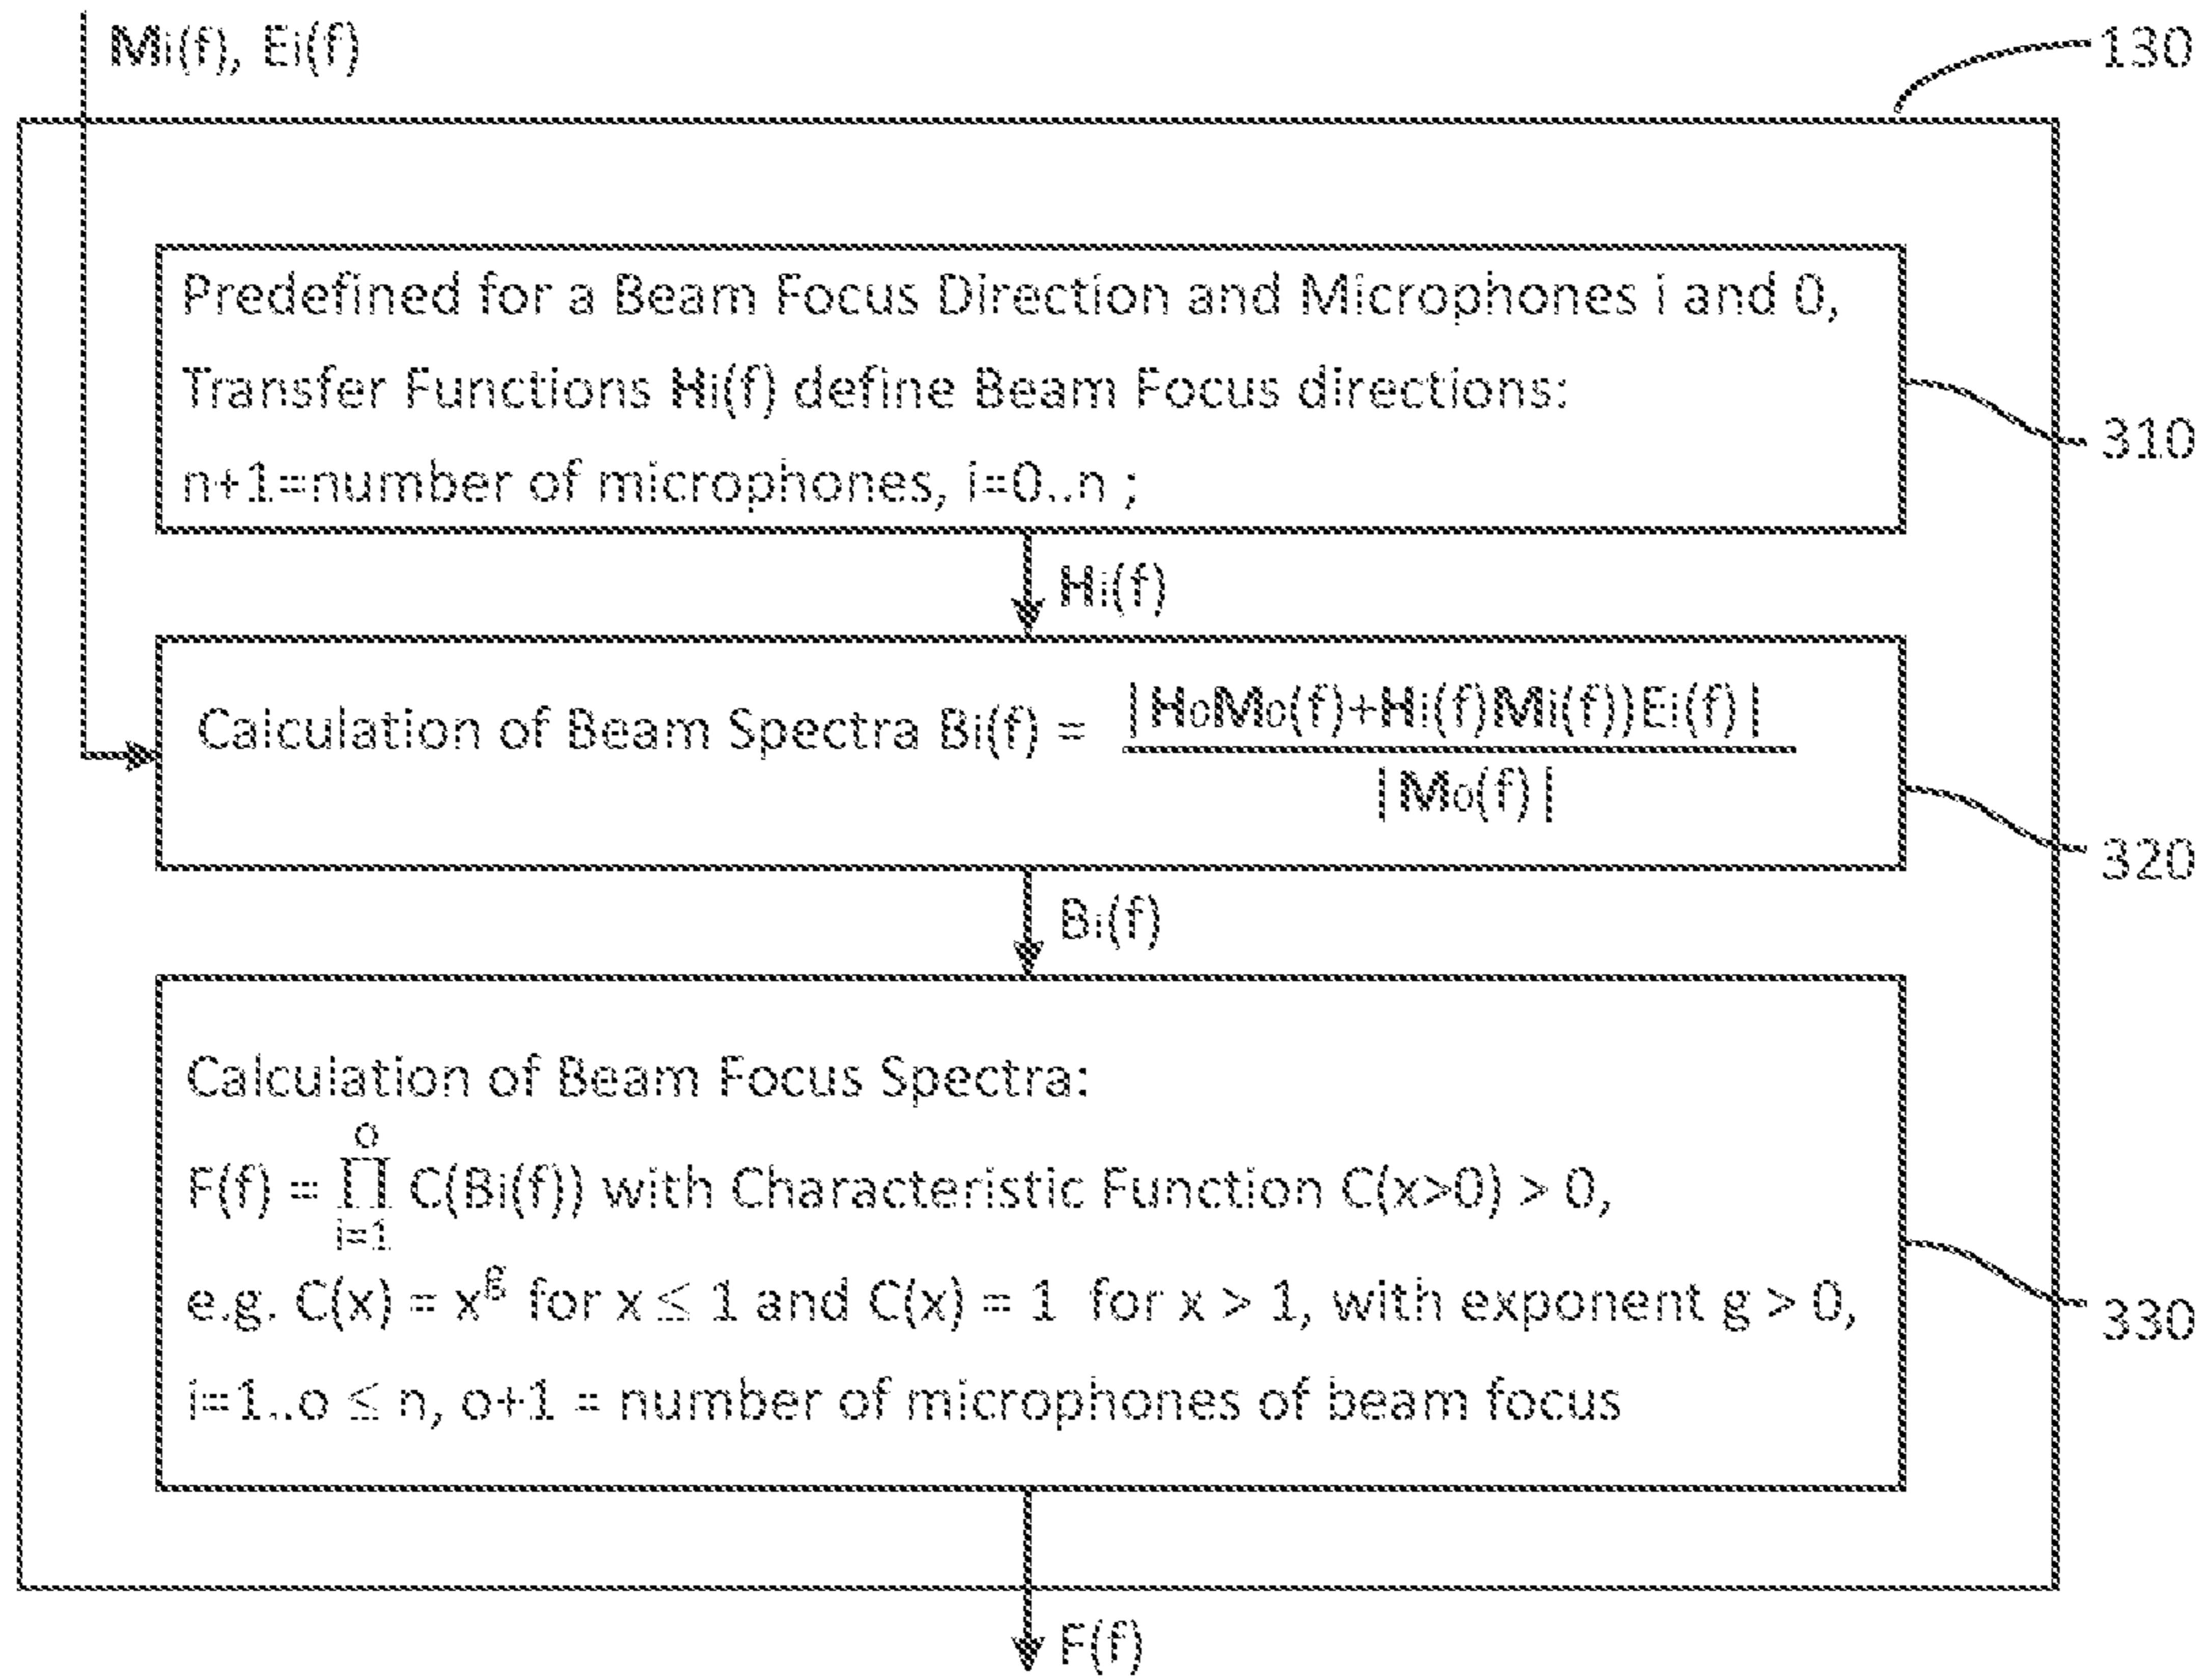 Mi(f), Ei(f)
130
Predefined for a Beam Focus Direction and Microphones i and 0,
Transfer Functions Hi(f) define Beam Focus directions:
n+1=number of microphones, i=0..n ;
310
Hi(f)
Calculation of Beam Spectra Bi(f) = |H0M0(f)+Hi(f)Mi(f))Ei(f)|
|M0(f)|
320
Bi(f)
Calculation of Beam Focus Spectra:
o
F(f) = ∏ C(Bi(f)) with Characteristic Function C(x>0) > 0,
i=1
e.g. C(x) = x^g for x ≤ 1 and C(x) = 1 for x > 1, with exponent g > 0,
330
i=1..o ≤ n, o+1 = number of microphones of beam focus
F(f)